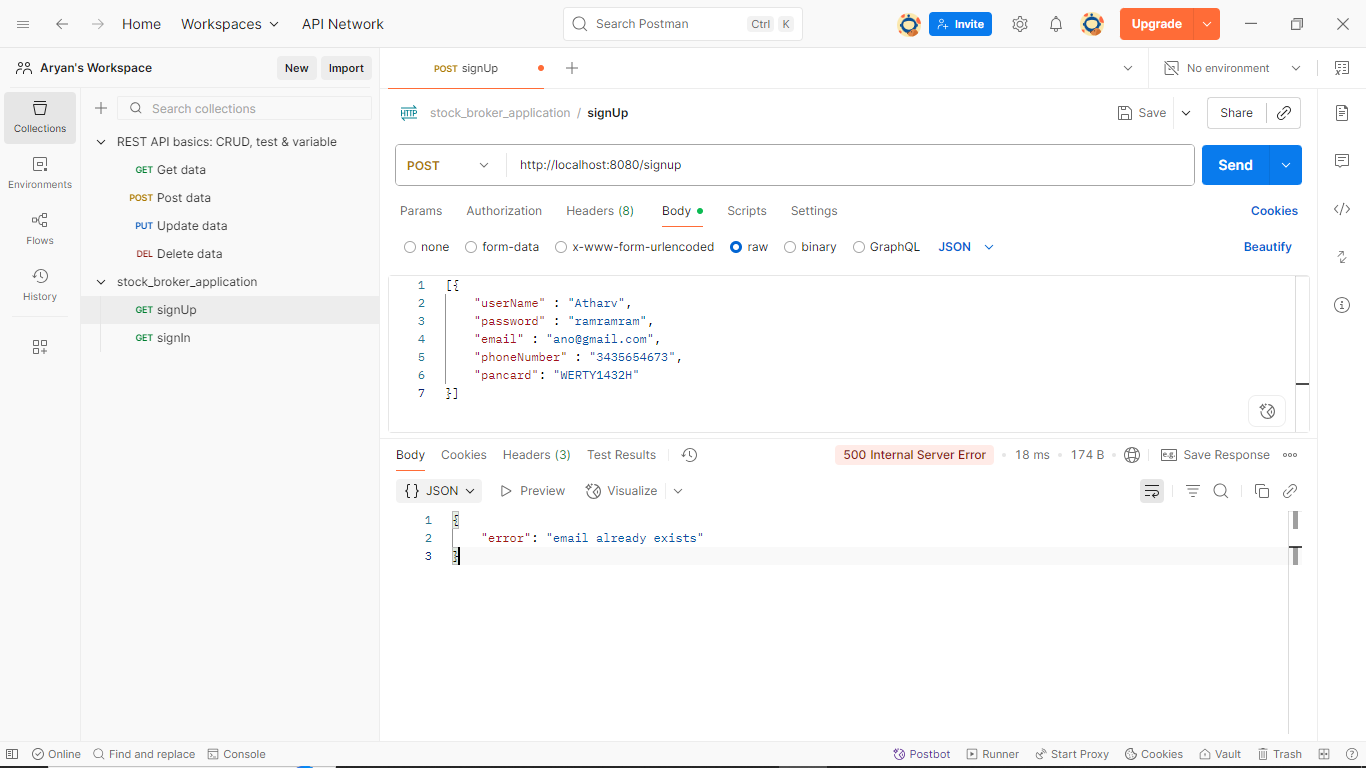 Home Workspaces API Network Search Postman Ctrl K Invite Upgrade
Aryan's Workspace New Import POST signUp No environment
Collections
Environments
Flows
History
Search collections
REST API basics: CRUD, test & variable
GET Get data
POST Post data
PUT Update data
DEL Delete data
stock_broker_application
GET signUp
GET signIn
HTTP stock_broker_application / signUp Save Share
POST http://localhost:8080/signup Send
Params Authorization Headers (8) Body Scripts Settings Cookies
none form-data x-www-form-urlencoded raw binary GraphQL JSON Beautify
1 [{
2 "userName" : "Atharv",
3 "password" : "ramramram",
4 "email" : "ano@gmail.com",
5 "phoneNumber" : "3435654673",
6 "pancard": "WERTY1432H"
7 }]
Body Cookies Headers (3) Test Results 500 Internal Server Error 18 ms 174 B e.g. Save Response
{} JSON Preview Visualize
1 {
2 "error": "email already exists"
3 }
Online Find and replace Console Postbot Runner Start Proxy Cookies Vault Trash